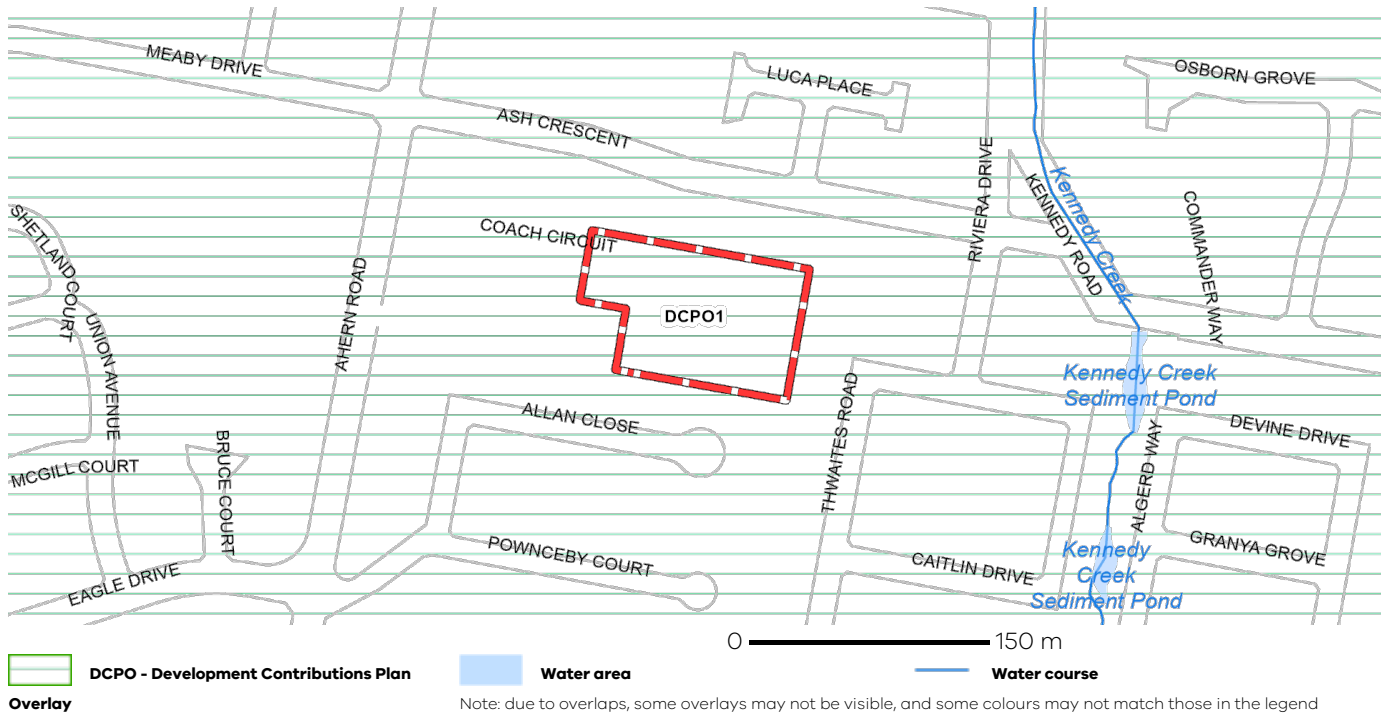 MEABY DRIVE
LUCA PLACE
OSBORN GROVE
ASH CRESCENT
RIVIERA DRIVE
KENNEDY ROAD
Kennedy Creek
COMMANDER WAY
SHETLAND COURT
COACH CIRCUIT
UNION AVENUE
AHERN ROAD
DCPO1
Kennedy Creek
Sediment Pond
ALLAN CLOSE
THWAITES ROAD
DEVINE DRIVE
BRUCE COURT
MCGILL COURT
ALGERD WAY
POWNCEBY COURT
CAITLIN DRIVE
GRANYA GROVE
Kennedy
Creek
Sediment Pond
EAGLE DRIVE
0 150 m
DCPO - Development Contributions Plan
Overlay
Water area
Water course
Note: due to overlaps, some overlays may not be visible, and some colours may not match those in the legend